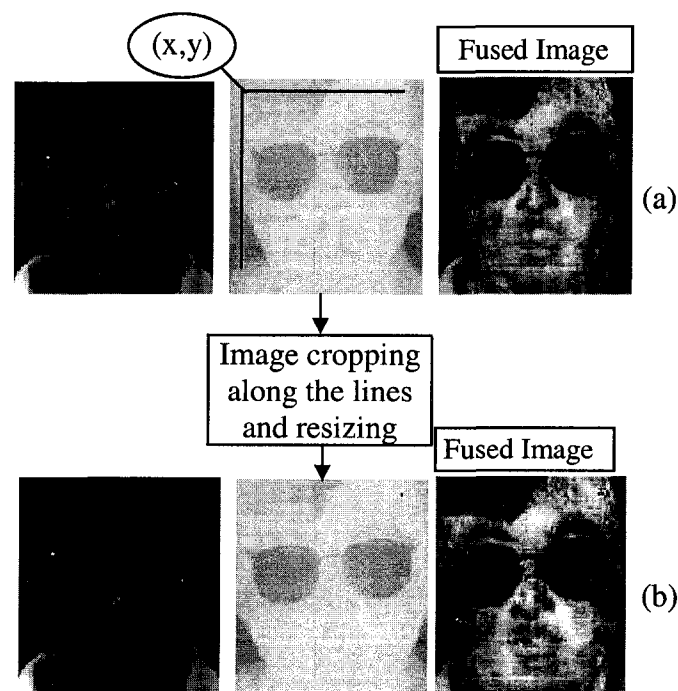 (x,y)
Fused Image
(a)
Image cropping
along the lines
and resizing
Fused Image
(b)